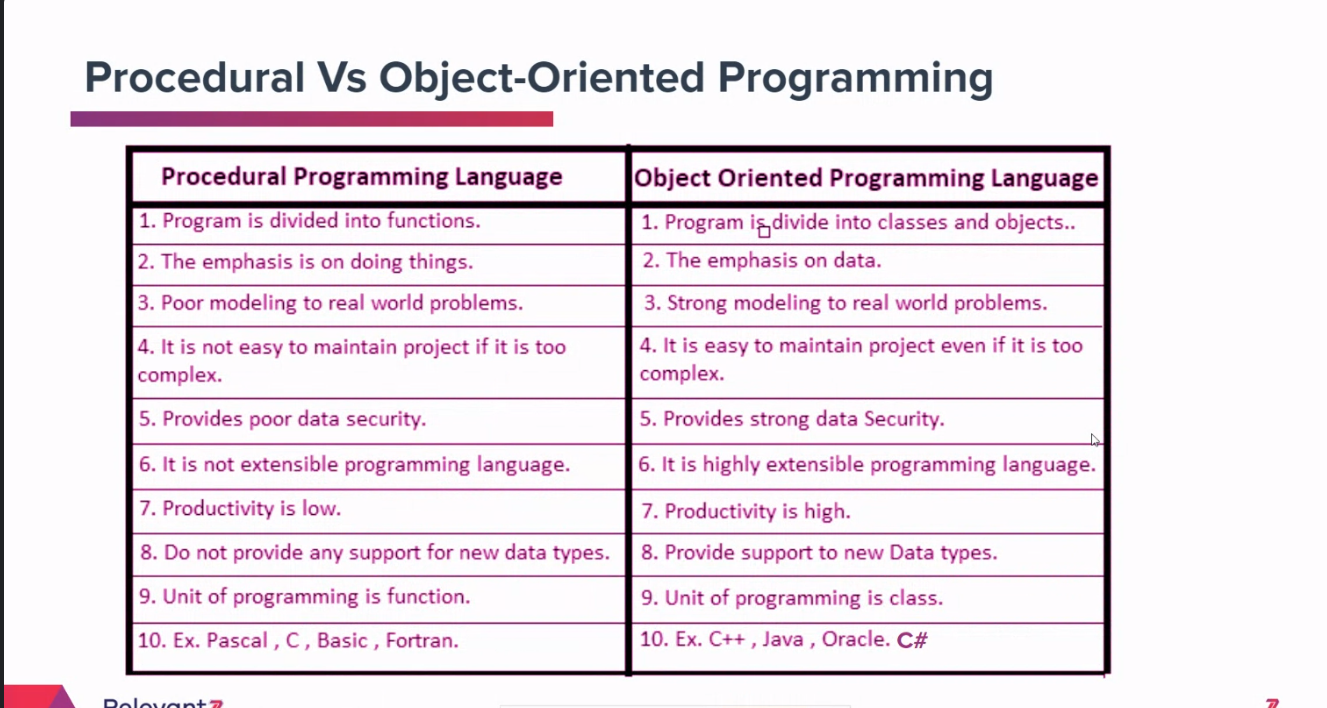 Procedural Vs Object-Oriented Programming
Procedural Programming Language
Object Oriented Programming Language
1. Program is divided into functions.
1. Program is divide into classes and objects..
2. The emphasis is on doing things.
2. The emphasis on data.
3. Poor modeling to real world problems.
3. Strong modeling to real world problems.
4. It is not easy to maintain project if it is too
complex.
4. It is easy to maintain project even if it is too
complex.
5. Provides poor data security.
5. Provides strong data Security.
6. It is not extensible programming language.
6. It is highly extensible programming language.
7. Productivity is low.
7. Productivity is high.
8. Do not provide any support for new data types.
8. Provide support to new Data types.
9. Unit of programming is function.
9. Unit of programming is class.
10. Ex. Pascal , C , Basic , Fortran.
10. Ex. C++ , Java , Oracle. C#
Relevantz